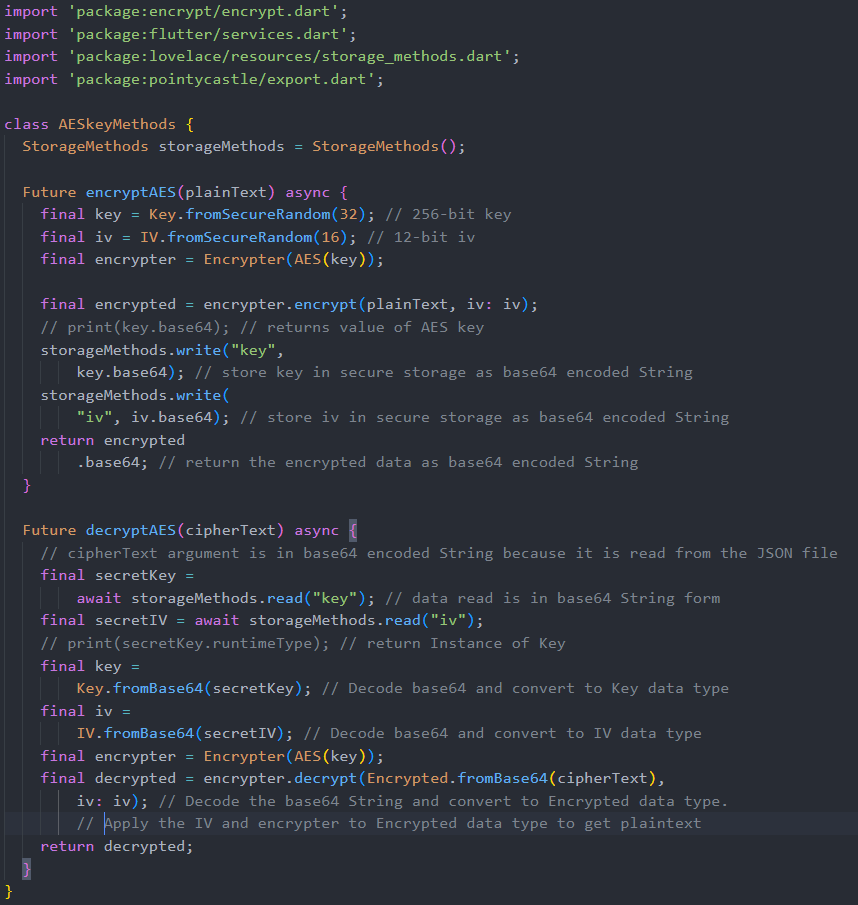 import 'package:encrypt/encrypt.dart';
import 'package:flutter/services.dart';
import 'package:lovelace/resources/storage_methods.dart';
import 'package:pointycastle/export.dart';

class AESkeyMethods {
  StorageMethods storageMethods = StorageMethods();

  Future encryptAES(plainText) async {
    final key = Key.fromSecureRandom(32); // 256-bit key
    final iv = IV.fromSecureRandom(16); // 12-bit iv
    final encrypter = Encrypter(AES(key));

    final encrypted = encrypter.encrypt(plainText, iv: iv);
    // print(key.base64); // returns value of AES key
    storageMethods.write("key",
        key.base64); // store key in secure storage as base64 encoded String
    storageMethods.write(
        "iv", iv.base64); // store iv in secure storage as base64 encoded String
    return encrypted
        .base64; // return the encrypted data as base64 encoded String
  }

  Future decryptAES(cipherText) async {
    // cipherText argument is in base64 encoded String because it is read from the JSON file
    final secretKey =
        await storageMethods.read("key"); // data read is in base64 String form
    final secretIV = await storageMethods.read("iv");
    // print(secretKey.runtimeType); // return Instance of Key
    final key =
        Key.fromBase64(secretKey); // Decode base64 and convert to Key data type
    final iv =
        IV.fromBase64(secretIV); // Decode base64 and convert to IV data type
    final encrypter = Encrypter(AES(key));
    final decrypted = encrypter.decrypt(Encrypted.fromBase64(cipherText),
        iv: iv); // Decode the base64 String and convert to Encrypted data type.
        // Apply the IV and encrypter to Encrypted data type to get plaintext
    return decrypted;
  }
}